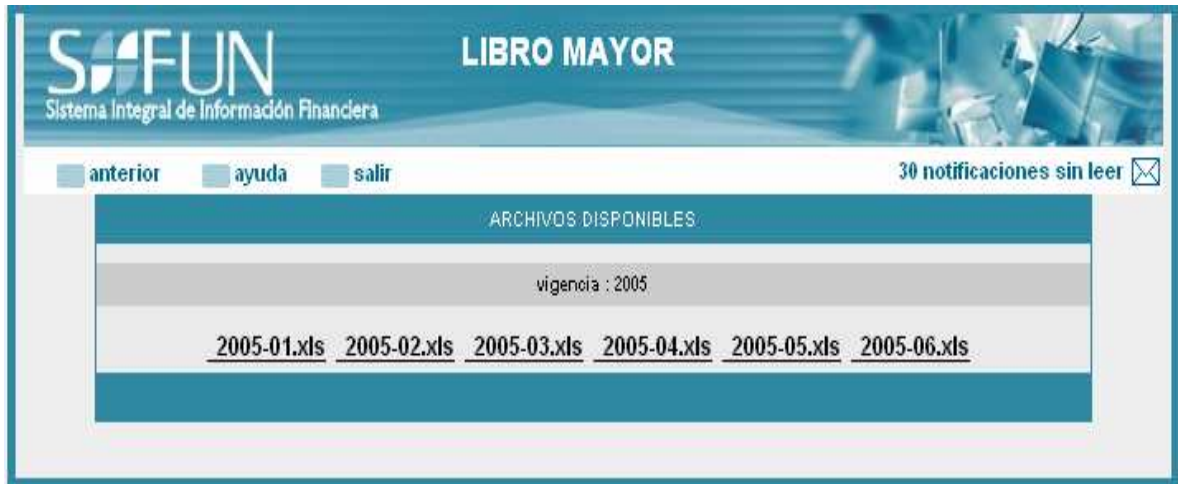 SOFUN
LIBRO MAYOR
Sistema Integral de Información Financiera
anterior ayuda salir 30 notificaciones sin leer
ARCHIVOS DISPONIBLES
vigencia : 2005
2005-01.xls 2005-02.xls 2005-03.xls 2005-04.xls 2005-05.xls 2005-06.xls